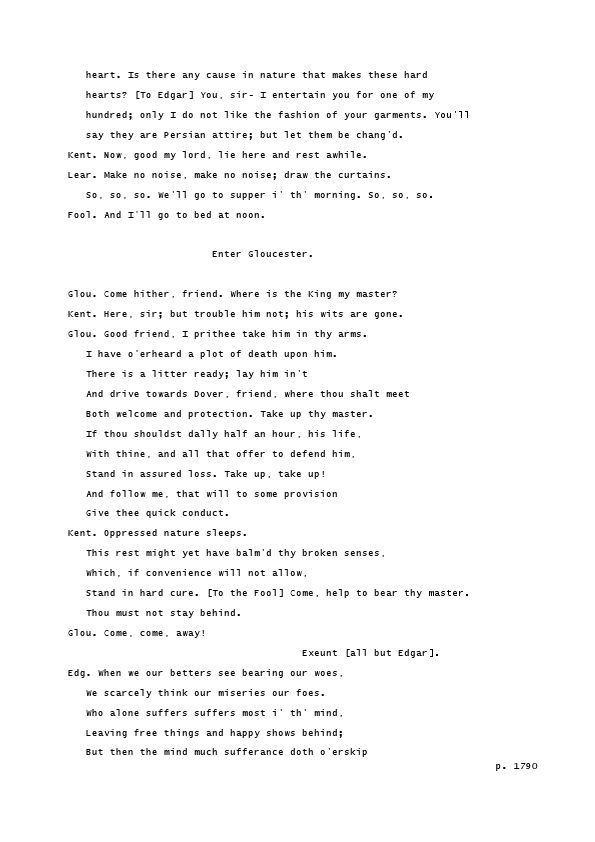 heart. Is there any cause in nature that makes these hard
hearts? [To Edgar] You, sir- I entertain you for one of my
hundred; only I do not like the fashion of your garments. You'll
say they are Persian attire; but let them be chang'd.
Kent. Now, good my lord, lie here and rest awhile.
Lear. Make no noise, make no noise; draw the curtains.
So, so, so. We'll go to supper i' th' morning. So, so, so.
Fool. And I'll go to bed at noon.
Enter Gloucester.
Glou. Come hither, friend. Where is the King my master?
Kent. Here, sir; but trouble him not; his wits are gone.
Glou. Good friend, I prithee take him in thy arms.
I have o'erheard a plot of death upon him.
There is a litter ready; lay him in't
And drive towards Dover, friend, where thou shalt meet
Both welcome and protection. Take up thy master.
If thou shouldst dally half an hour, his life,
With thine, and all that offer to defend him,
Stand in assured loss. Take up, take up!
And follow me, that will to some provision
Give thee quick conduct.
Kent. Oppressed nature sleeps.
This rest might yet have balm'd thy broken senses,
Which, if convenience will not allow,
Stand in hard cure. [To the Fool] Come, help to bear thy master.
Thou must not stay behind.
Glou. Come, come, away!
Exeunt [all but Edgar].
Edg. When we our betters see bearing our woes,
We scarcely think our miseries our foes.
Who alone suffers suffers most i' th' mind,
Leaving free things and happy shows behind;
But then the mind much sufferance doth o'erskip
p. 1790